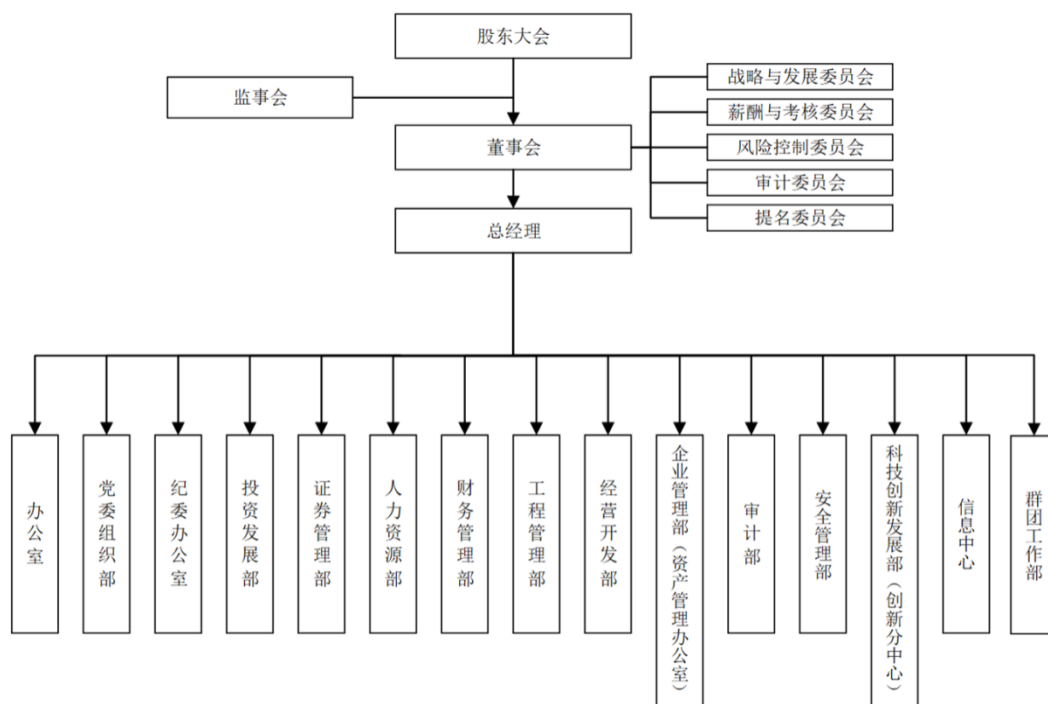 股东大会
监事会
战略与发展委员会
薪酬与考核委员会
董事会
风险控制委员会
审计委员会
提名委员会
总经理
办公室
党委组织部
纪委办公室
投资发展部
证券管理部
人力资源部
财务管理部
工程管理部
经营开发部
企业管理部（资产管理办公室）
审计部
安全管理部
科技创新发展部（创新分中心）
信息中心
群团工作部